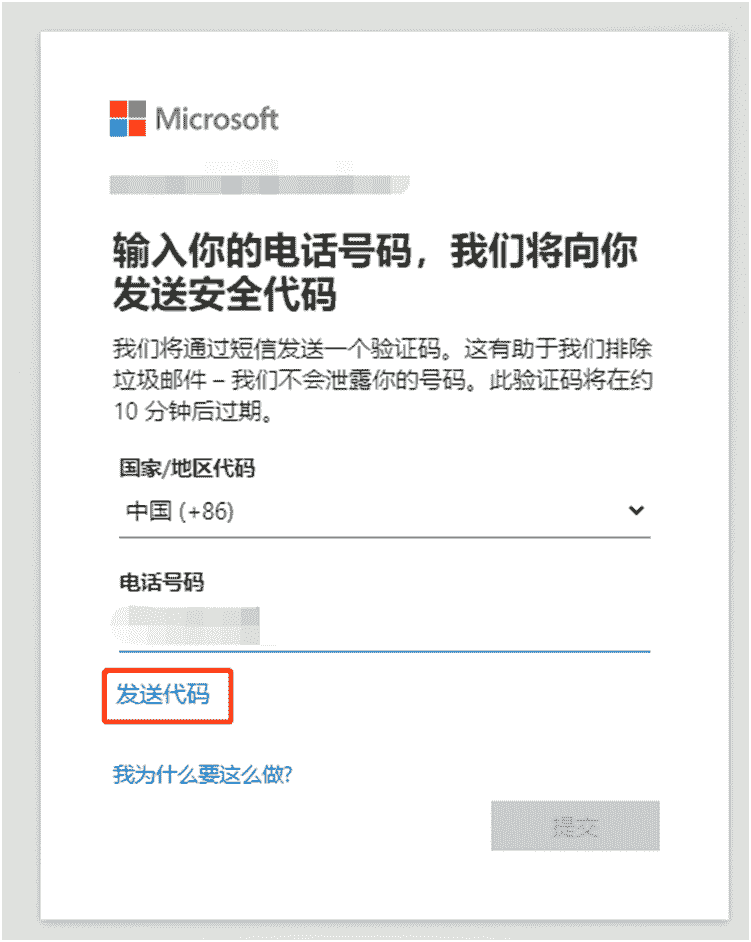 Microsoft
输入你的电话号码，我们将向你
发送安全代码
我们将通过短信发送一个验证码。这有助于我们排除
垃圾邮件 – 我们不会泄露你的号码。此验证码将在约
10 分钟后过期。
国家/地区代码
中国 (+86)
电话号码
发送代码
我为什么要这么做?
提交